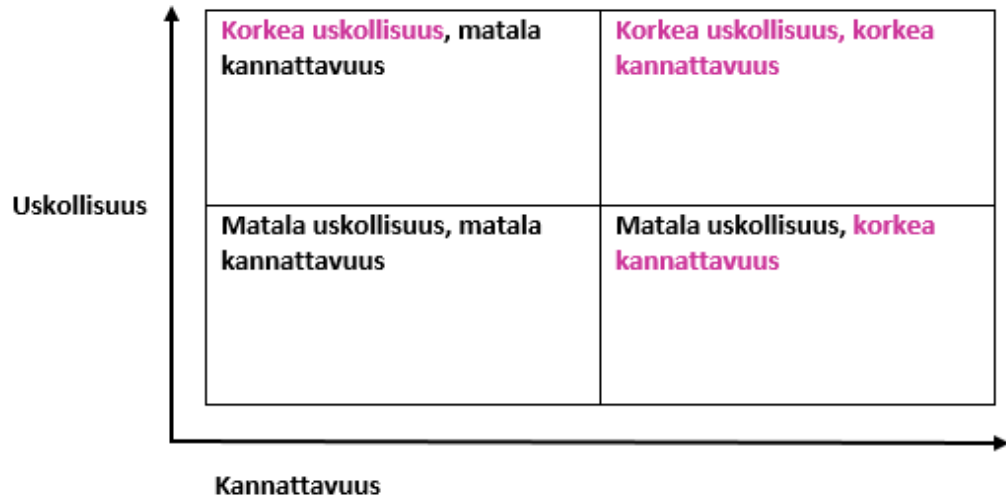 Korkea uskollisuus, matala
kannattavuus
Korkea uskollisuus, korkea
kannattavuus
Uskollisuus
Matala uskollisuus, matala
kannattavuus
Matala uskollisuus, korkea
kannattavuus
Kannattavuus